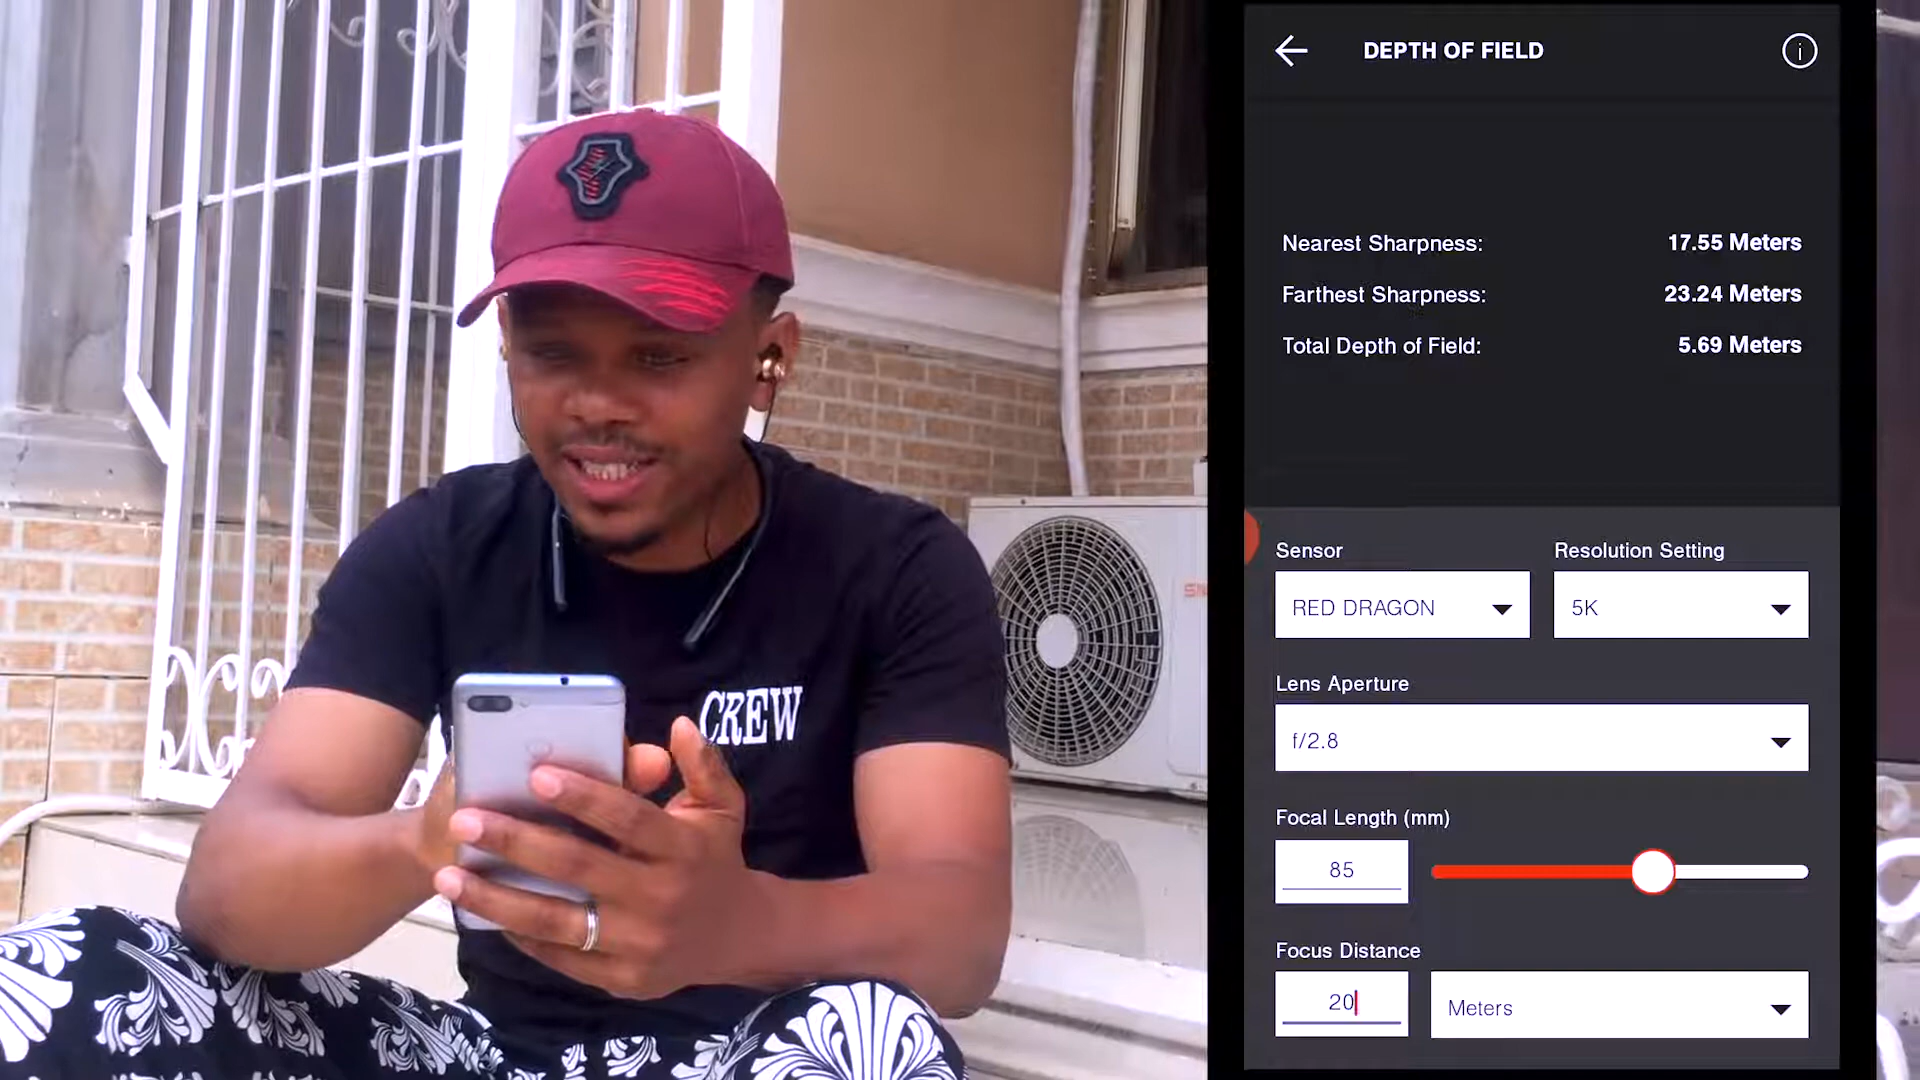 DEPTH OF FIELD
Nearest Sharpness: 17.55 Meters
Farthest Sharpness: 23.24 Meters
Total Depth of Field: 5.69 Meters
Sensor Resolution Setting
RED DRAGON 5K
Lens Aperture
f/2.8
Focal Length (mm)
85
Focus Distance
20 Meters
CREW